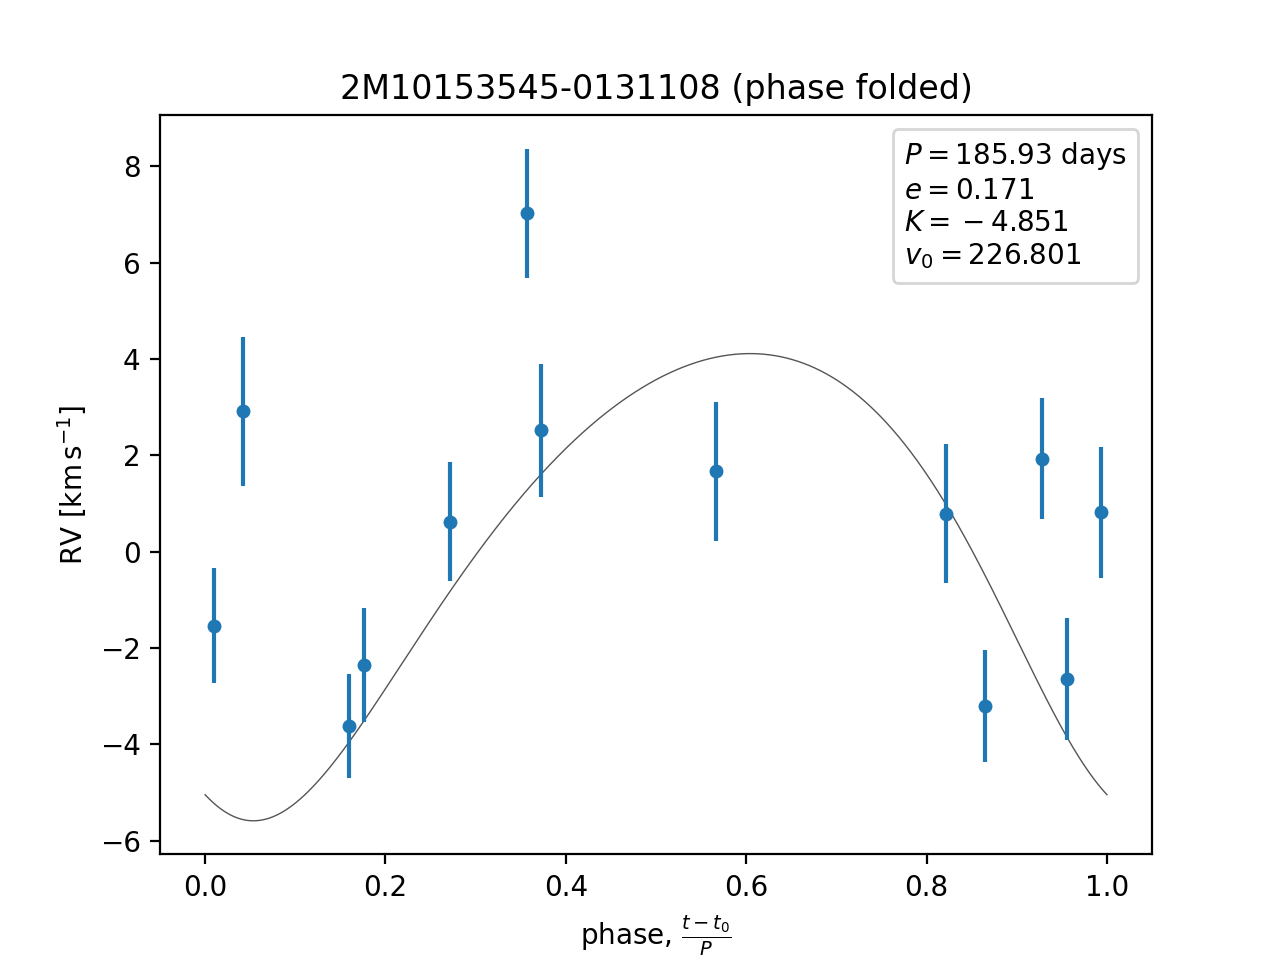 2M10153545-0131108 (phase folded)
P = 185.93 days
e = 0.171
K = −4.851
v₀ = 226.801
8
6
4
2
0
−2
−4
−6
RV [km s⁻¹]
0.0 0.2 0.4 0.6 0.8 1.0
phase, (t − t₀)/P